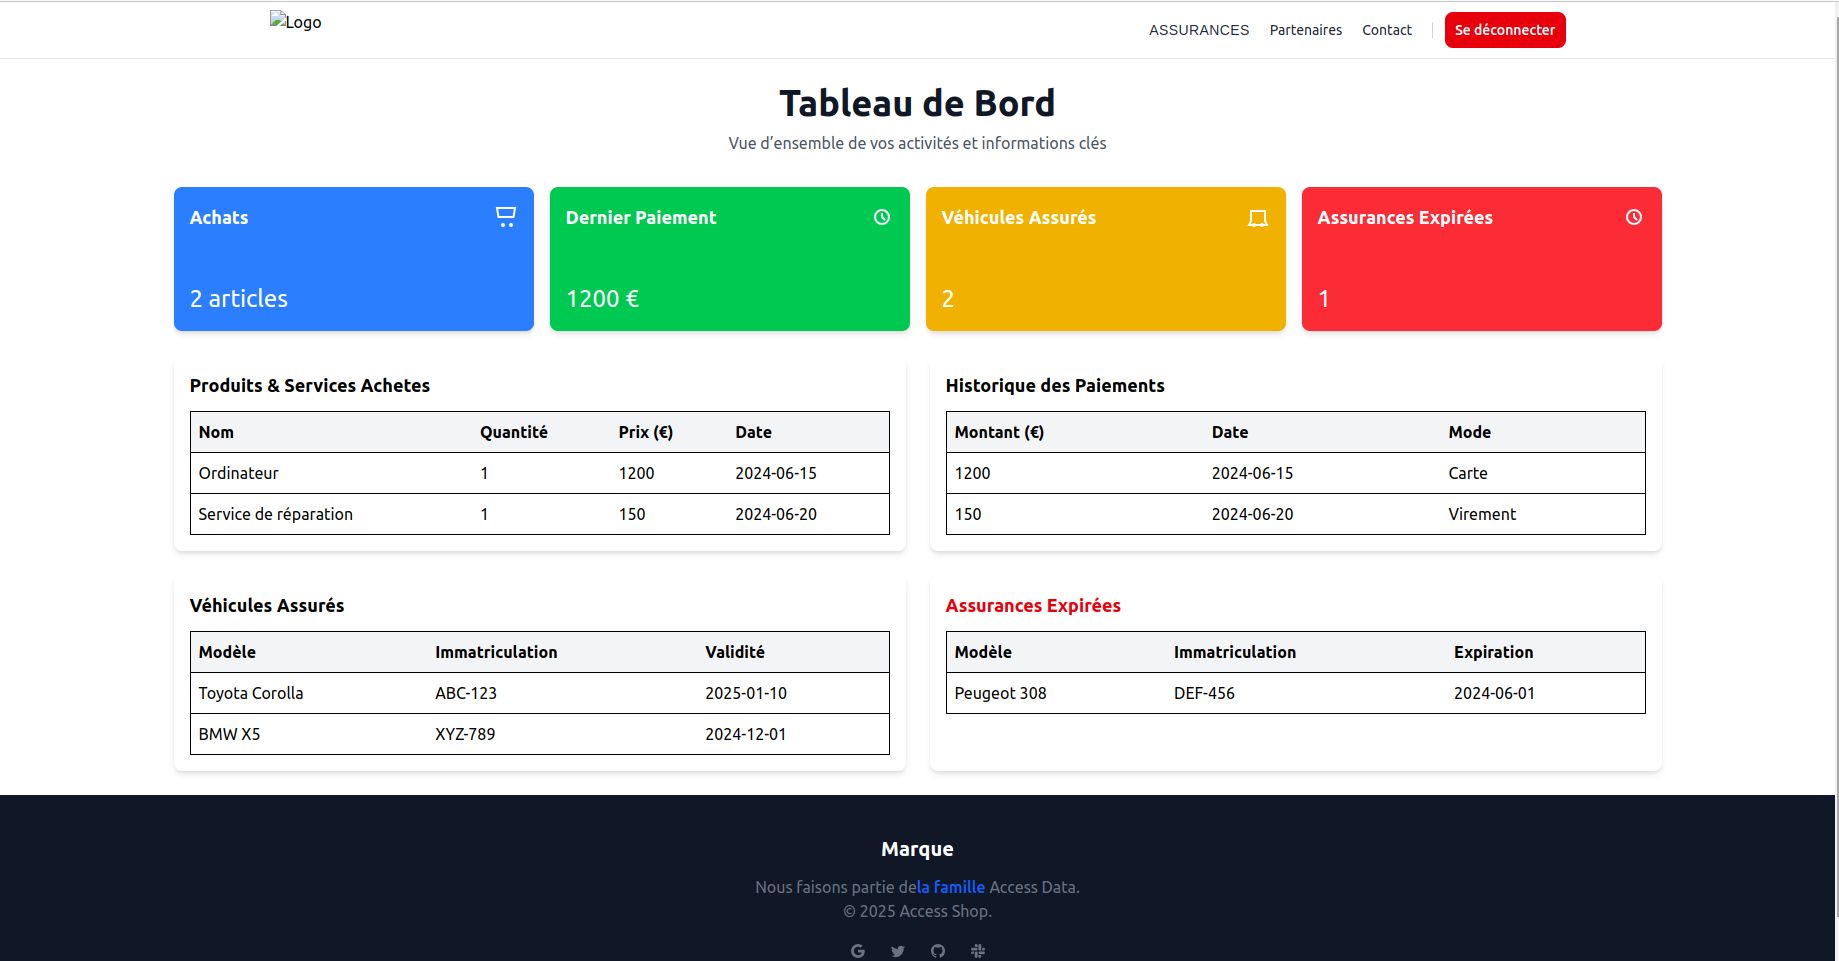 Logo
ASSURANCES Partenaires Contact Se déconnecter
Tableau de Bord
Vue d’ensemble de vos activités et informations clés
Achats
2 articles
Dernier Paiement
1200 €
Véhicules Assurés
2
Assurances Expirées
1
Produits & Services Achetes
Nom Quantité Prix (€) Date
Ordinateur 1 1200 2024-06-15
Service de réparation 1 150 2024-06-20
Historique des Paiements
Montant (€) Date Mode
1200 2024-06-15 Carte
150 2024-06-20 Virement
Véhicules Assurés
Modèle Immatriculation Validité
Toyota Corolla ABC-123 2025-01-10
BMW X5 XYZ-789 2024-12-01
Assurances Expirées
Modèle Immatriculation Expiration
Peugeot 308 DEF-456 2024-06-01
Marque
Nous faisons partie dela famille Access Data.
© 2025 Access Shop.